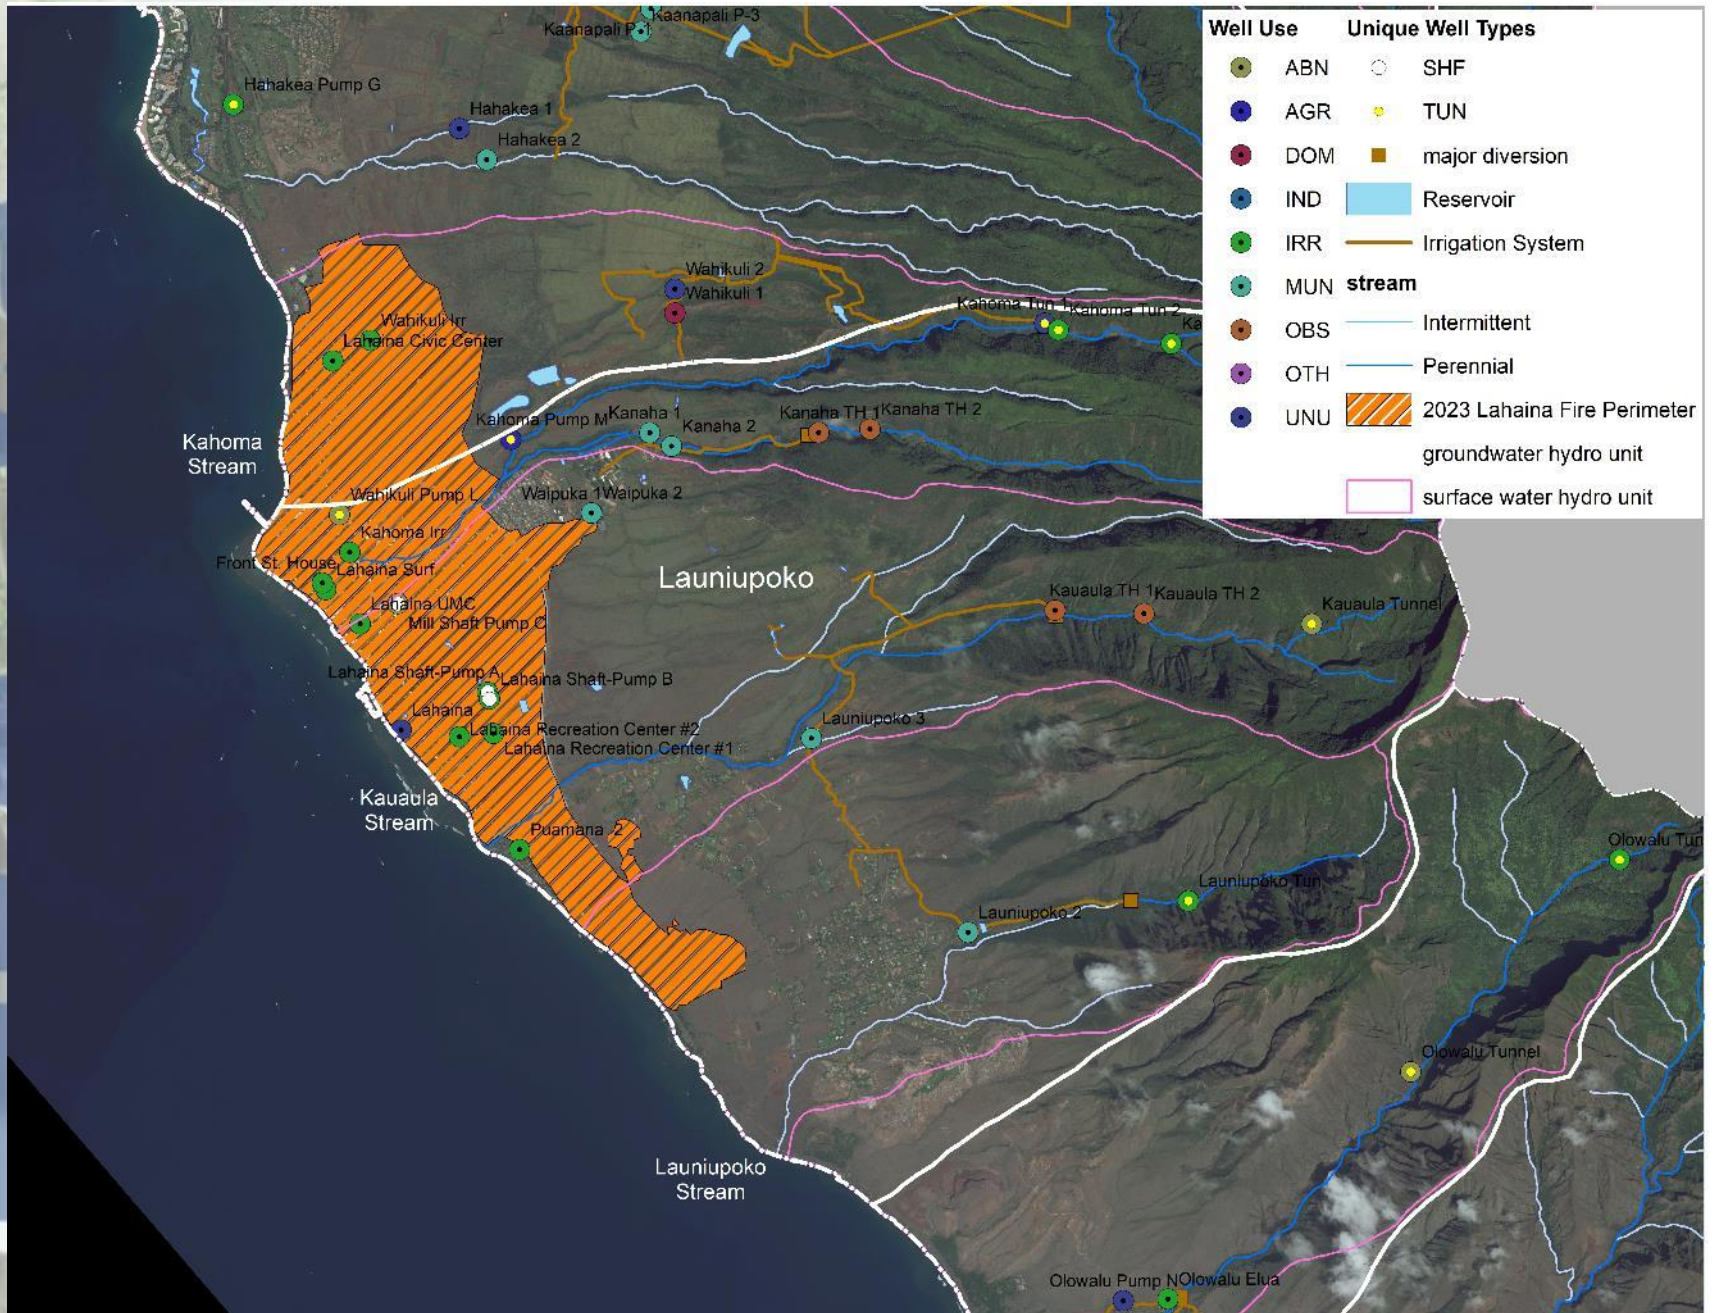 Kaanapali P-3
Kaanapali P-1
Hahakea Pump G
Hahakea 1
Hahakea 2
Wahikuli 2
Wahikuli 1
Kahoma Tun 1
Kahoma Tun 2
Ka
Wahikuli Irr
Lahaina Civic Center
Kahoma Pump M
Kanaha 1
Kanaha 2
Kanaha TH 1
Kanaha TH 2
Kahoma
Stream
Wahikuli Pump L
Waipuka 1
Waipuka 2
Kahoma Irr
Front St. House
Lahaina Surf
Launiupoko
Lahaina UMC
Mill Shaft Pump C
Kauaula TH 1
Kauaula TH 2
Kauaula Tunnel
Lahaina Shaft-Pump A
Lahaina Shaft-Pump B
Lahaina
Lahaina Recreation Center #2
Lahaina Recreation Center #1
Launiupoko 3
Kauaula
Stream
Puamana 2
Launiupoko Tun
Launiupoko 2
Olowalu Tun
Olowalu Tunnel
Launiupoko
Stream
Olowalu Pump N
Olowalu Elua
Well Use
ABN
AGR
DOM
IND
IRR
MUN
OBS
OTH
UNU
Unique Well Types
SHF
TUN
major diversion
Reservoir
Irrigation System
stream
Intermittent
Perennial
2023 Lahaina Fire Perimeter
groundwater hydro unit
surface water hydro unit